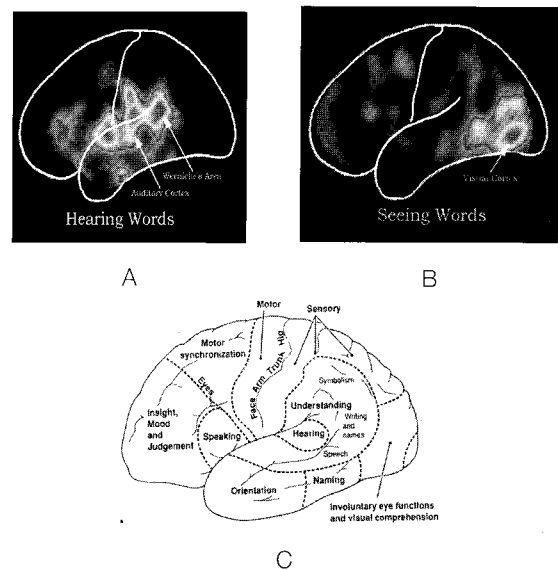 Wernicke's Area
Auditory Cortex
Hearing Words
Visual Cortex
Seeing Words
A
B
Motor
Sensory
Motor
synchronization
Eyes
Face Arm Trunk Hip
Symbolism
Insight,
Mood
and
Judgement
Understanding
Writing
and
names
Speaking
Hearing
Speech
Orientation
Naming
Involuntary eye functions
and visual comprehension
C